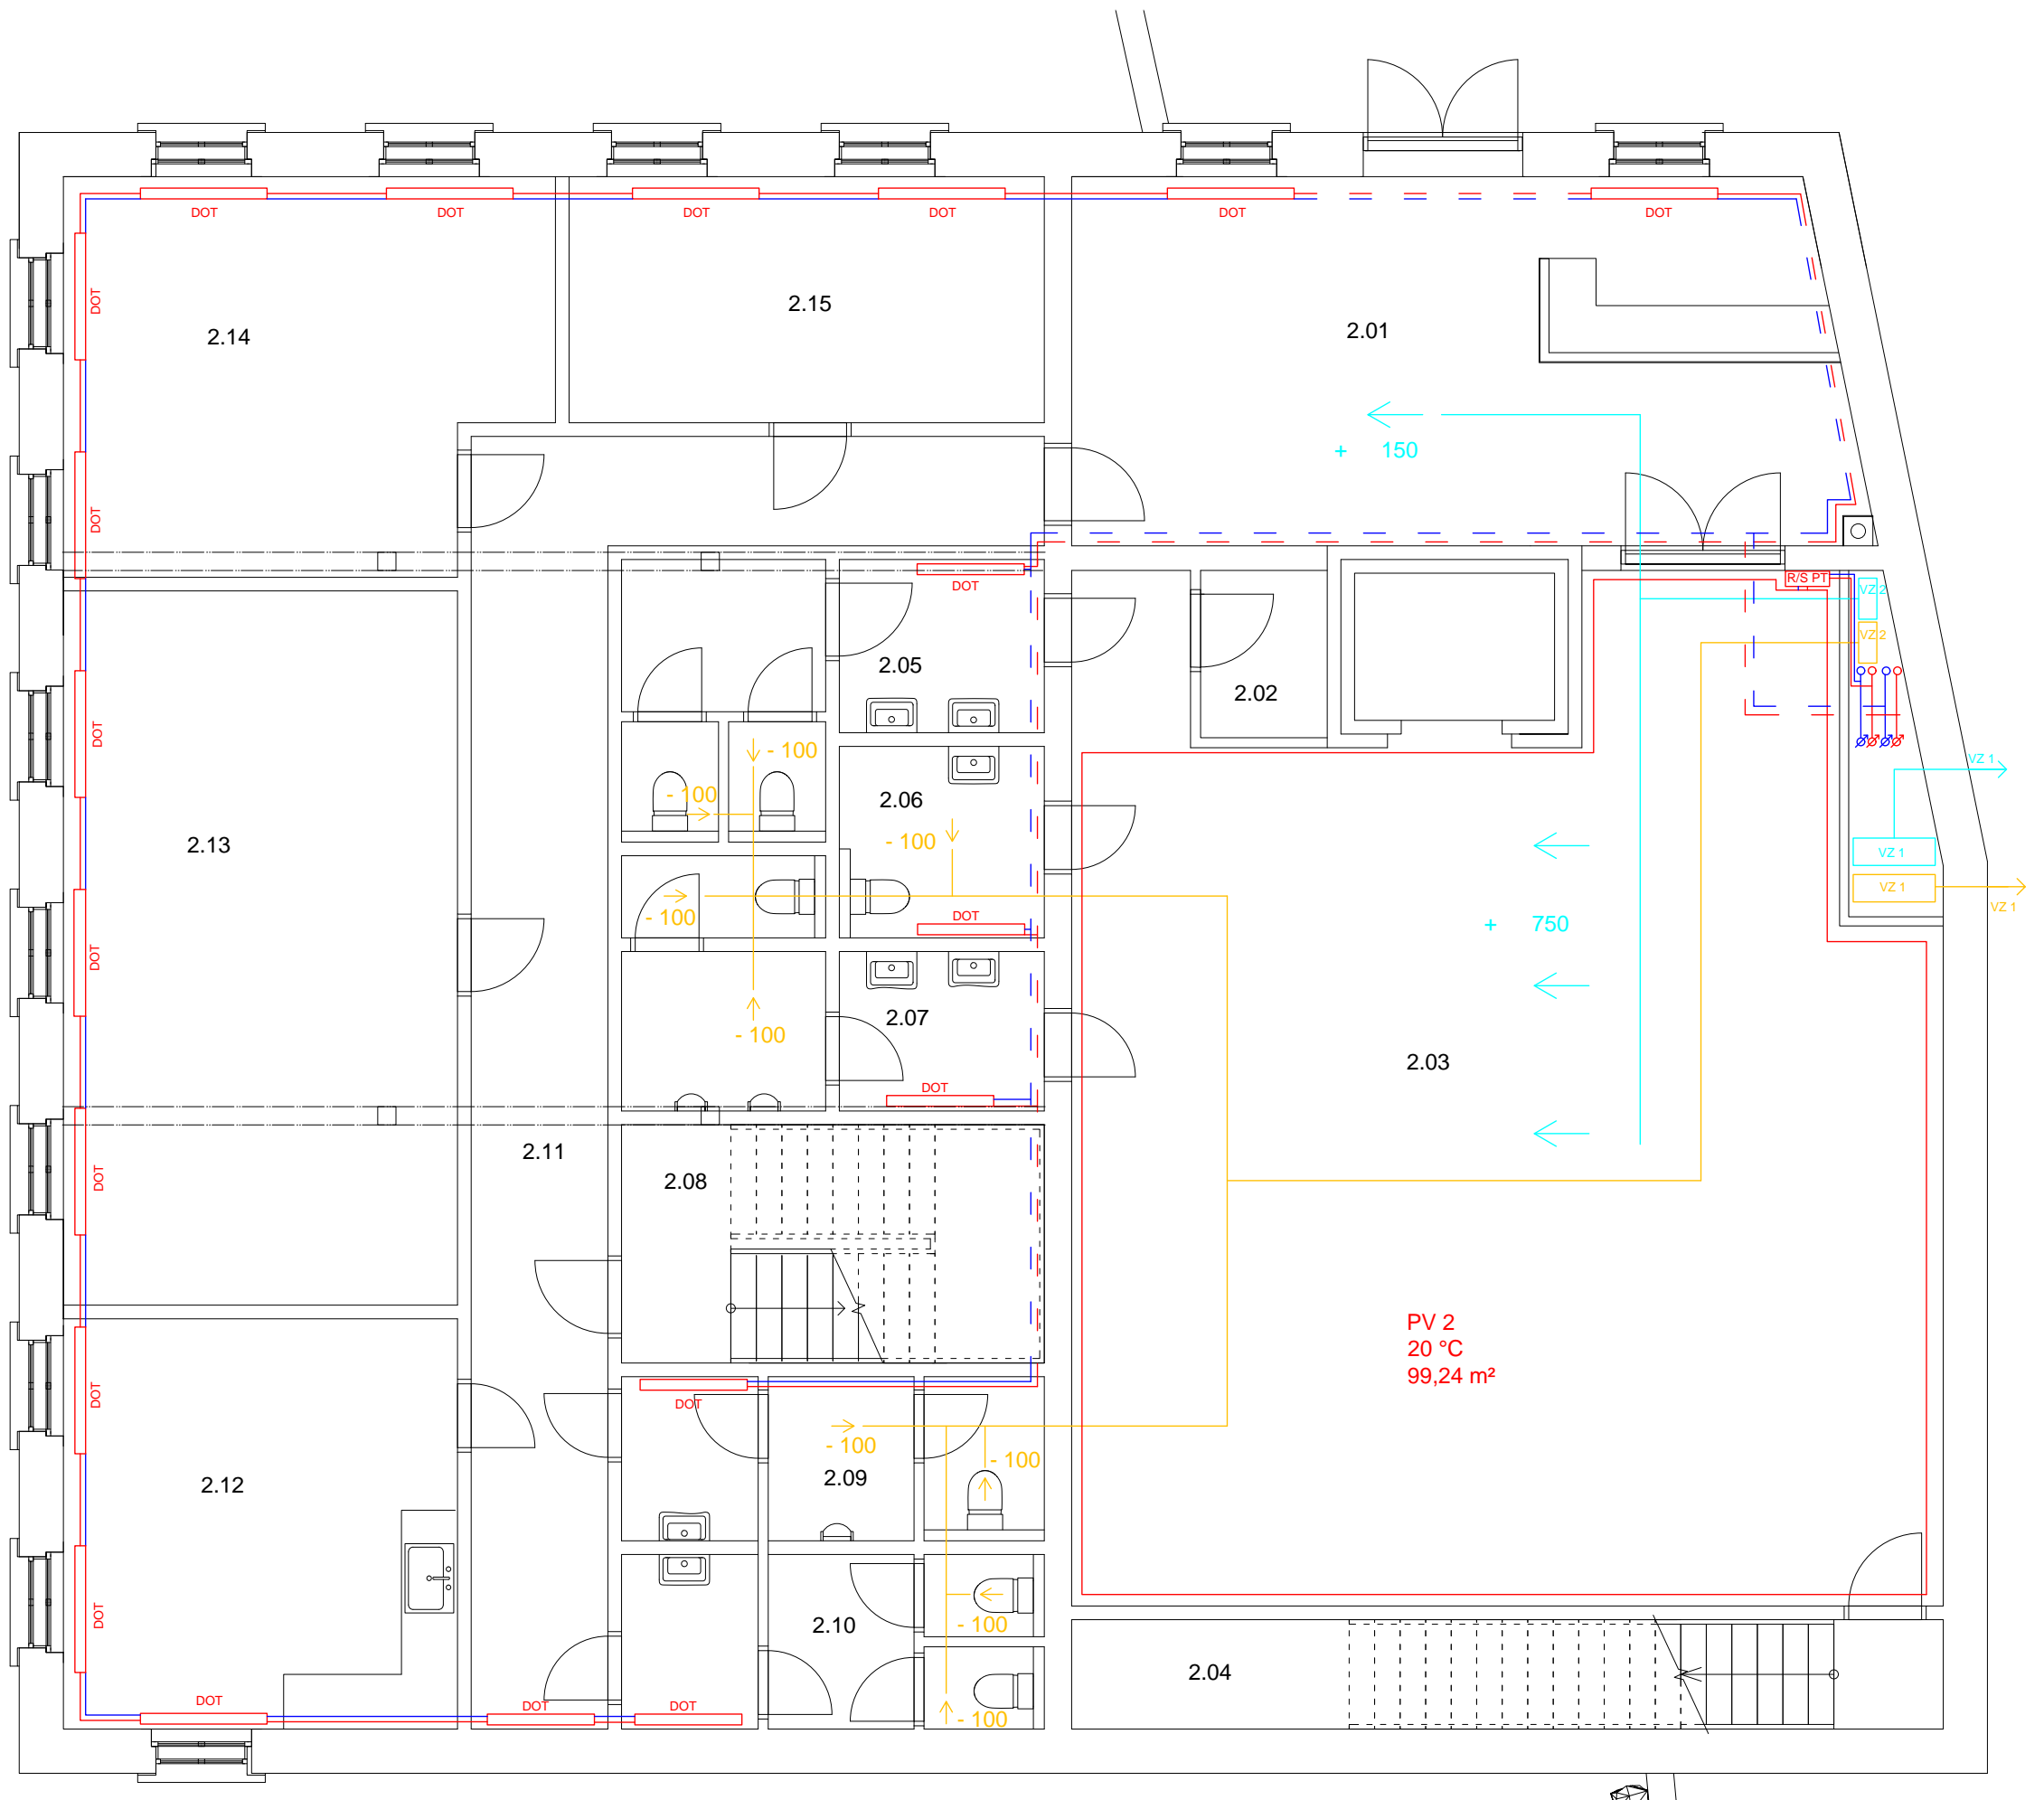 DOT
DOT
DOT
DOT
DOT
DOT
DOT
2.15
2.01
2.14
+ 150
DOT
DOT
R/S PT
VZ 2
VZ 2
2.05
2.02
DOT
- 100
VZ 1
- 100
2.06
- 100
2.13
VZ 1
VZ 1
VZ 1
- 100
DOT
+ 750
DOT
2.07
- 100
2.03
DOT
2.11
2.08
DOT
PV 2
20 °C
99,24 m²
DOT
DOT
- 100
- 100
2.09
2.12
DOT
- 100
2.10
2.04
DOT
DOT
DOT
- 100